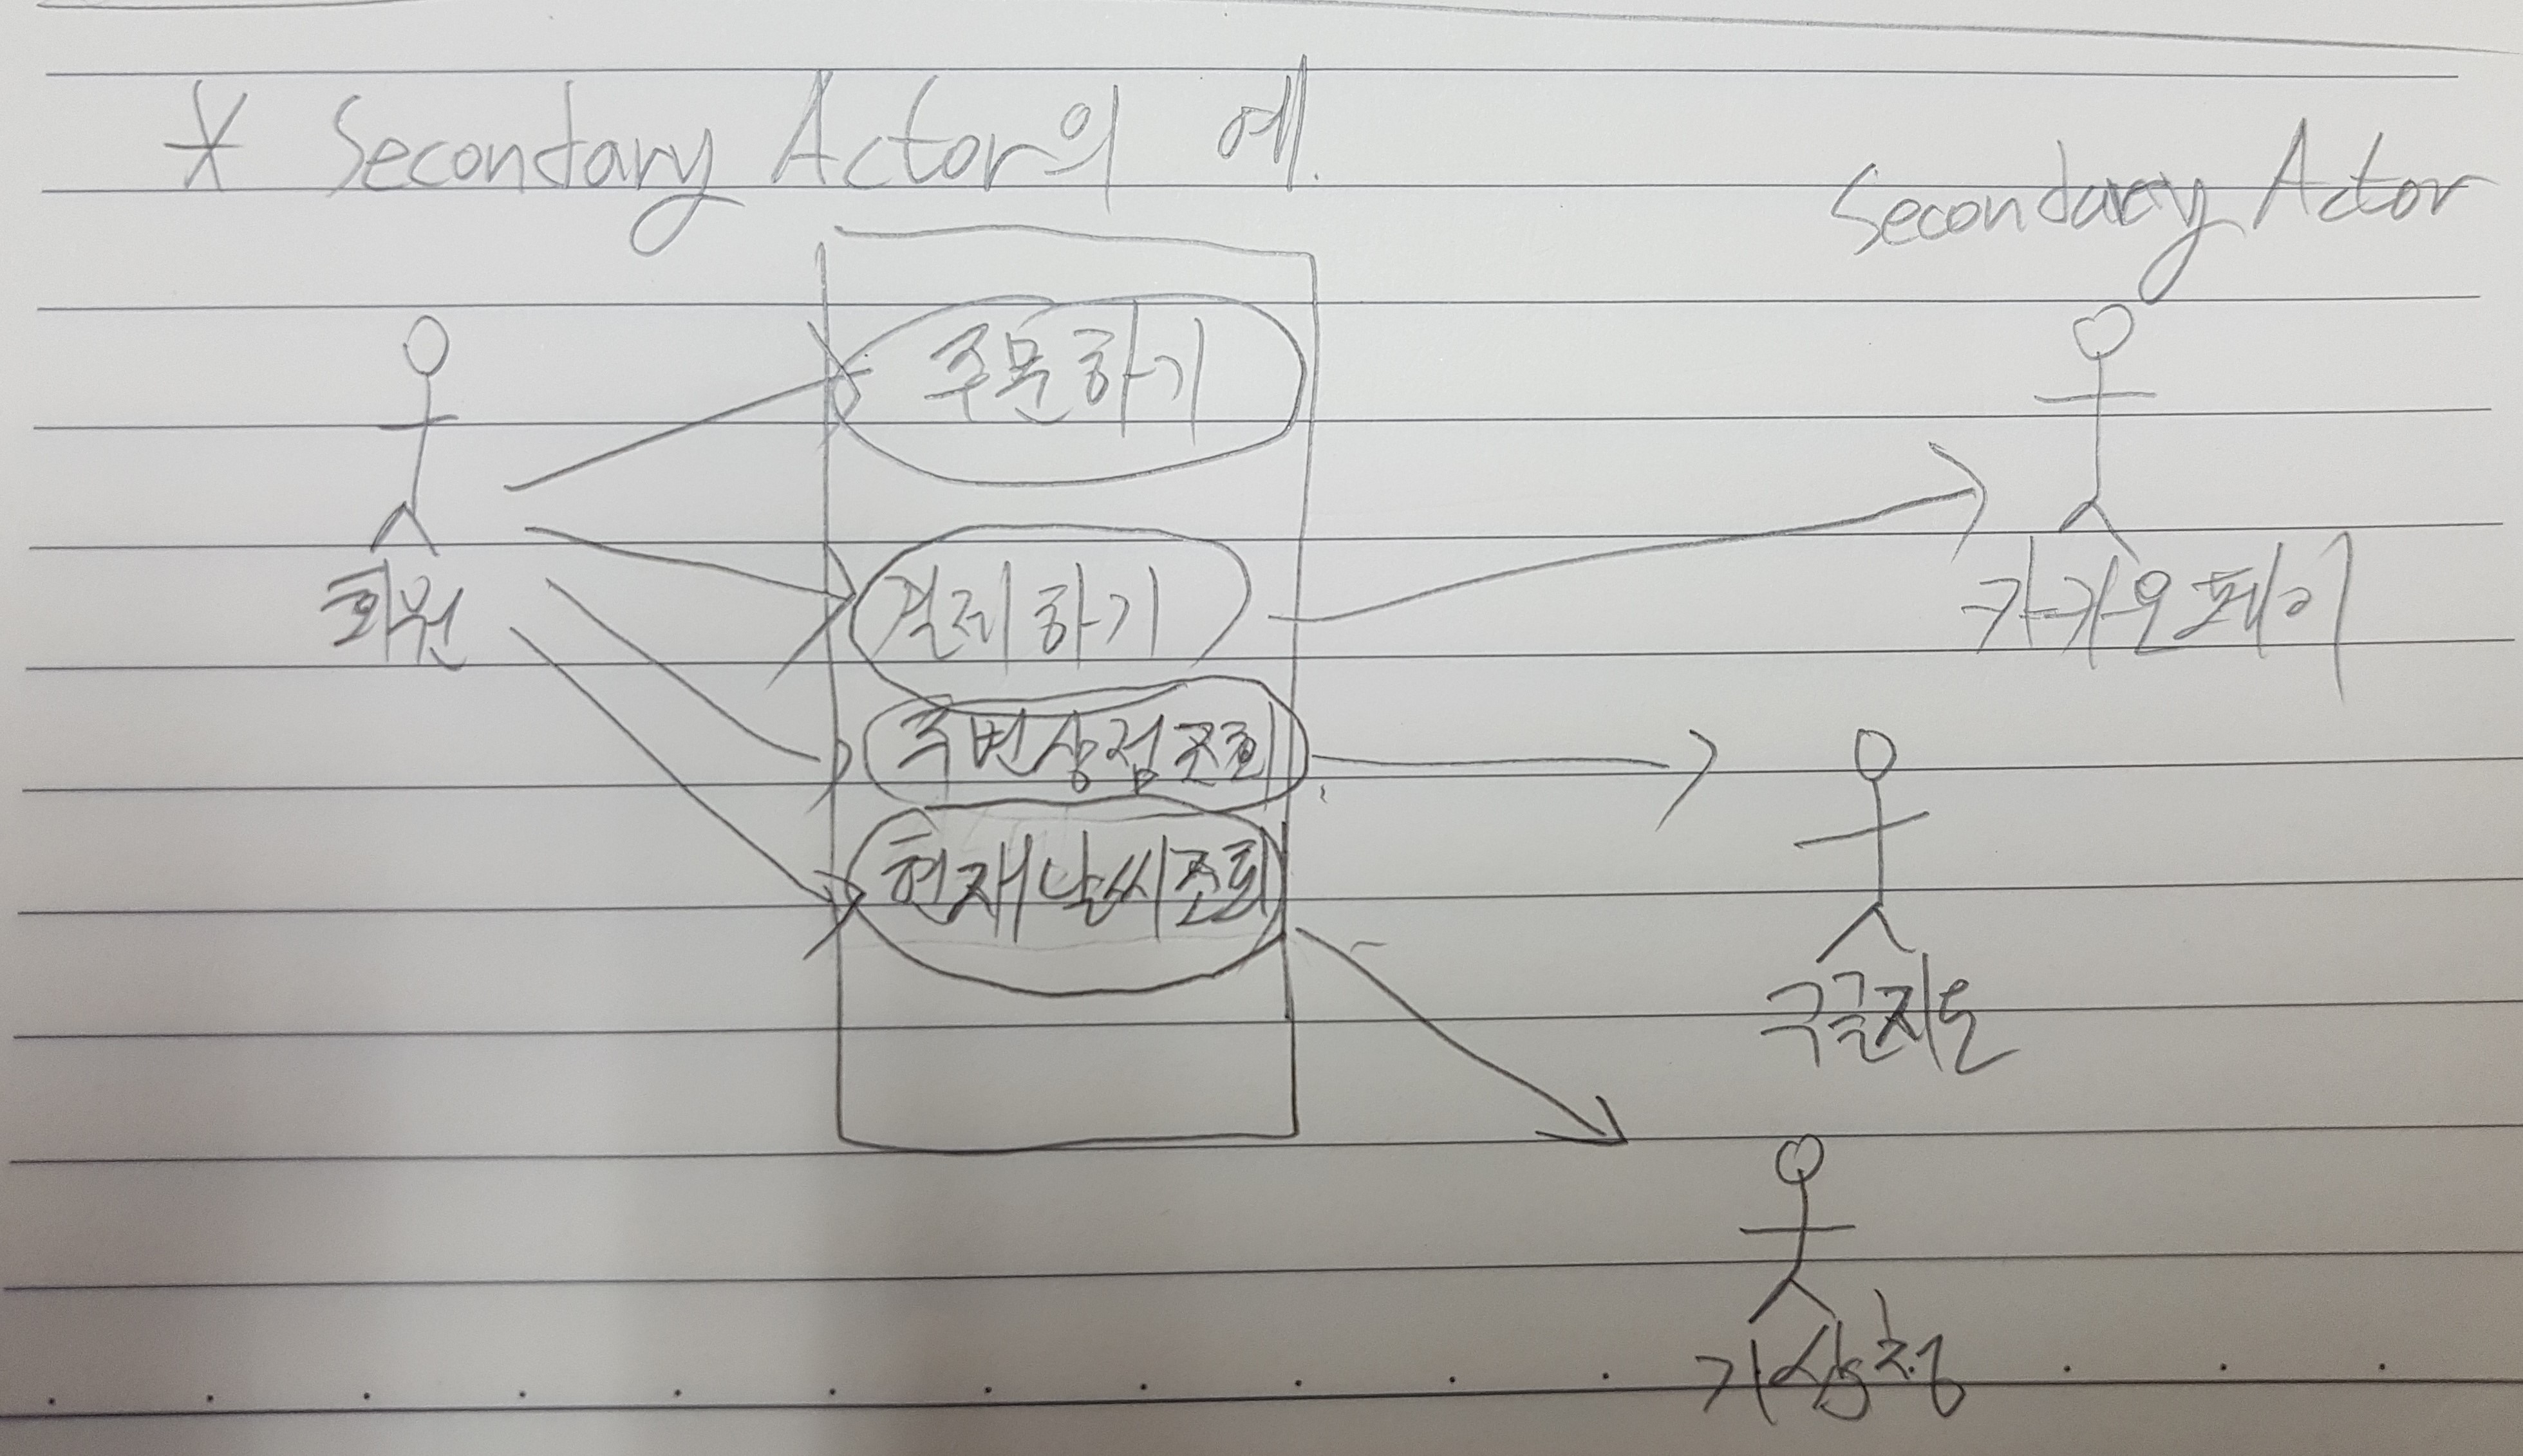 * Secondary Actor의 예.
Secondary Actor
주문하기
회원
결제하기
카카오페이
주변상점조회
현재날씨조회
구글지도
기상청